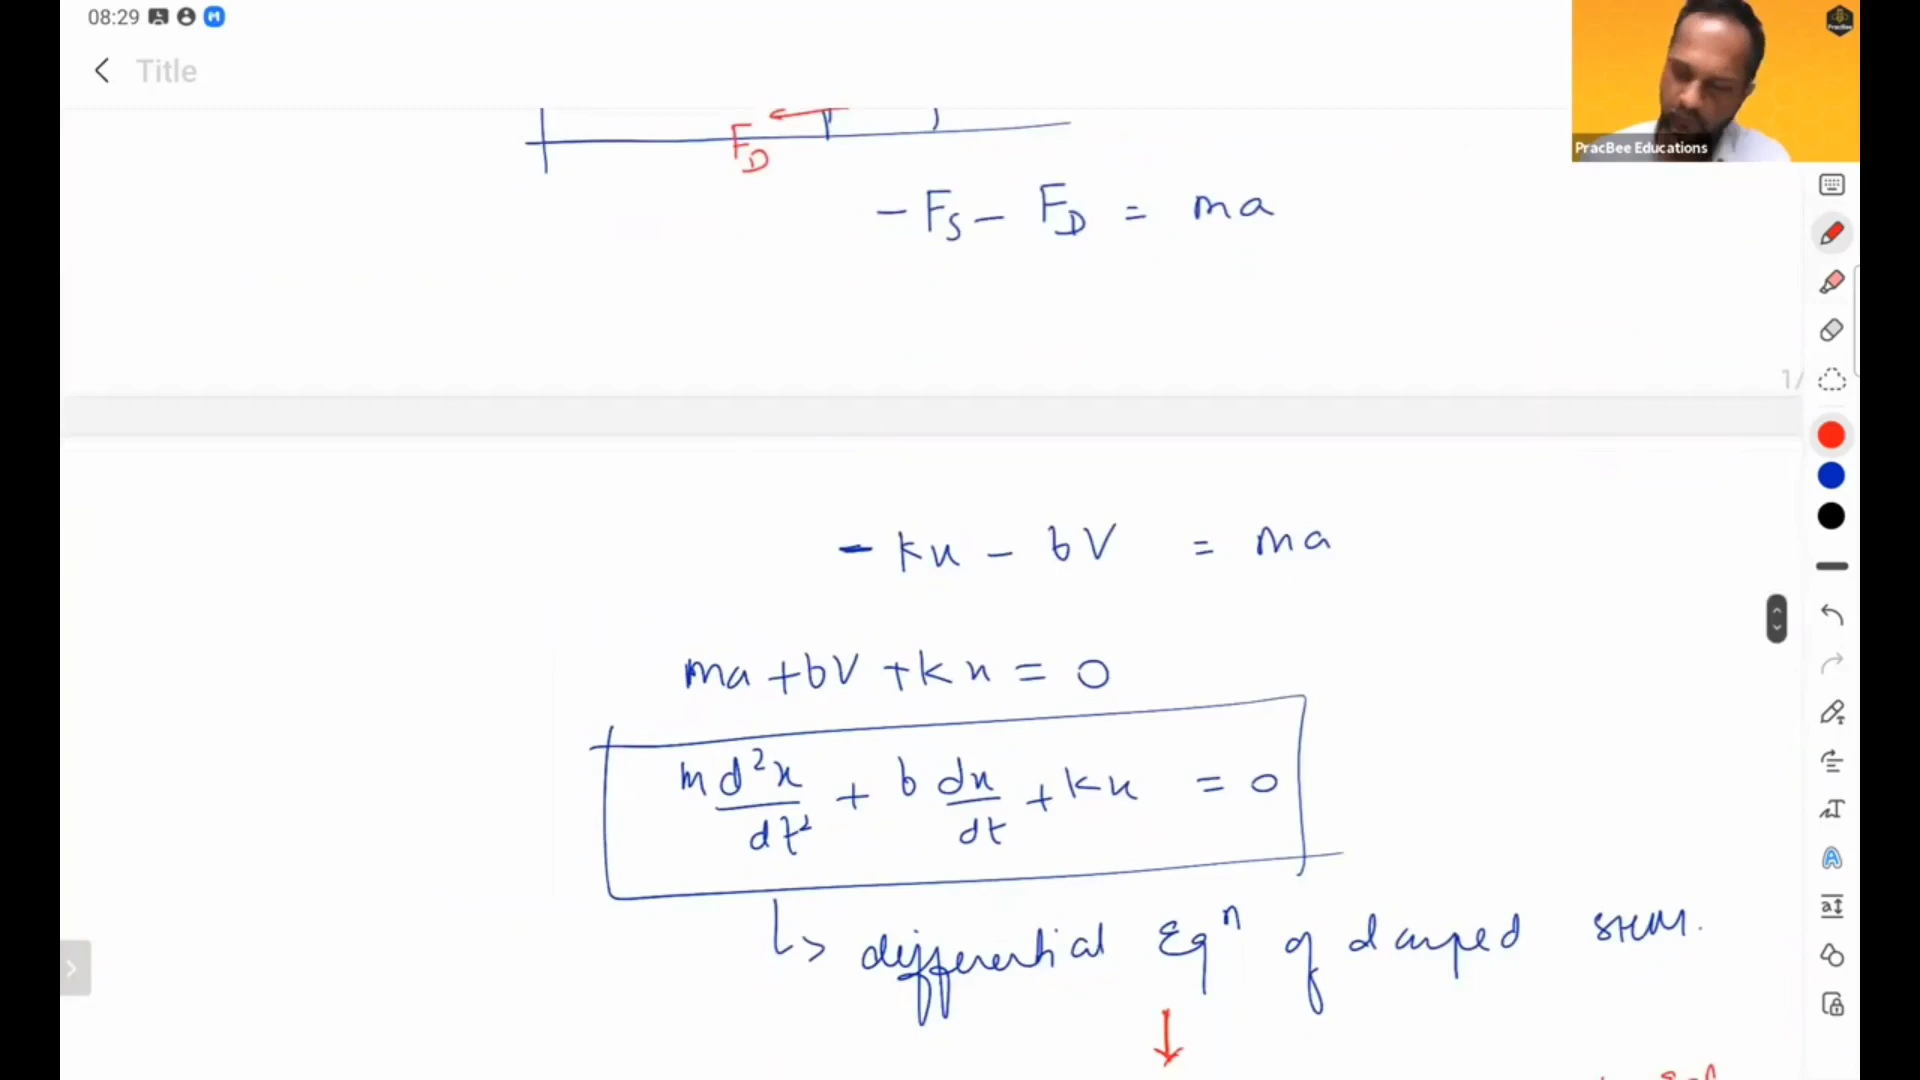 08:29
Title
PracBee Educations
F_D
- F_S - F_D = ma
1/
- kx - bV = ma
ma + bV + kx = 0
m d²x/dt² + b dx/dt + kx = 0
↳ differential Eqⁿ of damped SHM.
↓